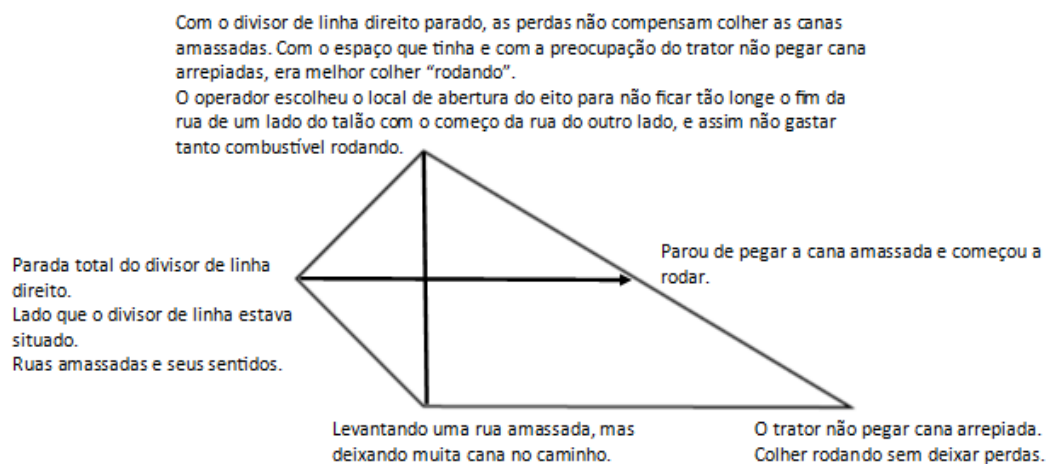 Com o divisor de linha direito parado, as perdas não compensam colher as canas
amassadas. Com o espaço que tinha e com a preocupação do trator não pegar cana
arrepiadas, era melhor colher “rodando”.
O operador escolheu o local de abertura do eito para não ficar tão longe o fim da
rua de um lado do talão com o começo da rua do outro lado, e assim não gastar
tanto combustível rodando.
Parada total do divisor de linha
direito.
Lado que o divisor de linha estava
situado.
Ruas amassadas e seus sentidos.
Parou de pegar a cana amassada e começou a
rodar.
Levantando uma rua amassada, mas
deixando muita cana no caminho.
O trator não pegar cana arrepiada.
Colher rodando sem deixar perdas.